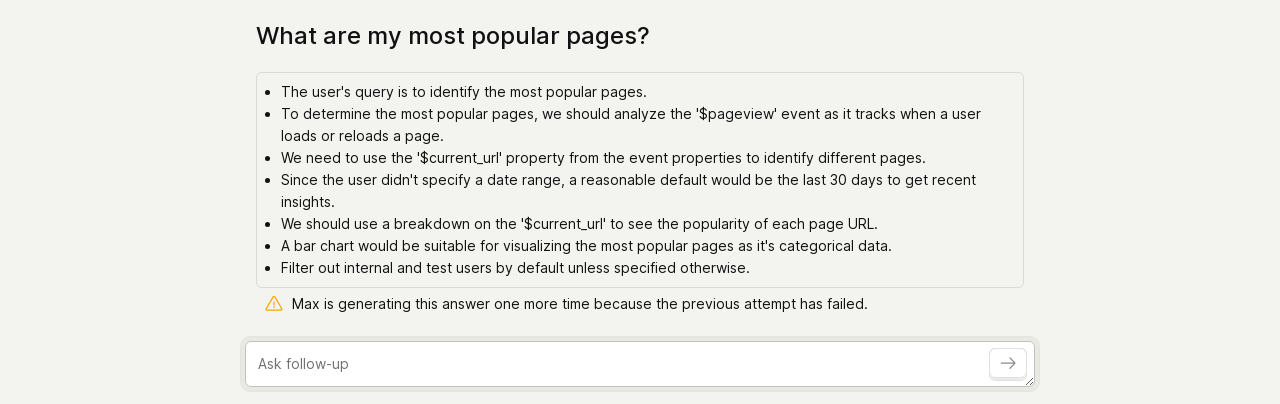 What are my most popular pages?
The user's query is to identify the most popular pages.
To determine the most popular pages, we should analyze the '$pageview' event as it tracks when a user
loads or reloads a page.
We need to use the '$current_url' property from the event properties to identify different pages.
Since the user didn't specify a date range, a reasonable default would be the last 30 days to get recent
insights.
We should use a breakdown on the '$current_url' to see the popularity of each page URL.
A bar chart would be suitable for visualizing the most popular pages as it's categorical data.
Filter out internal and test users by default unless specified otherwise.
Max is generating this answer one more time because the previous attempt has failed.
Ask follow-up